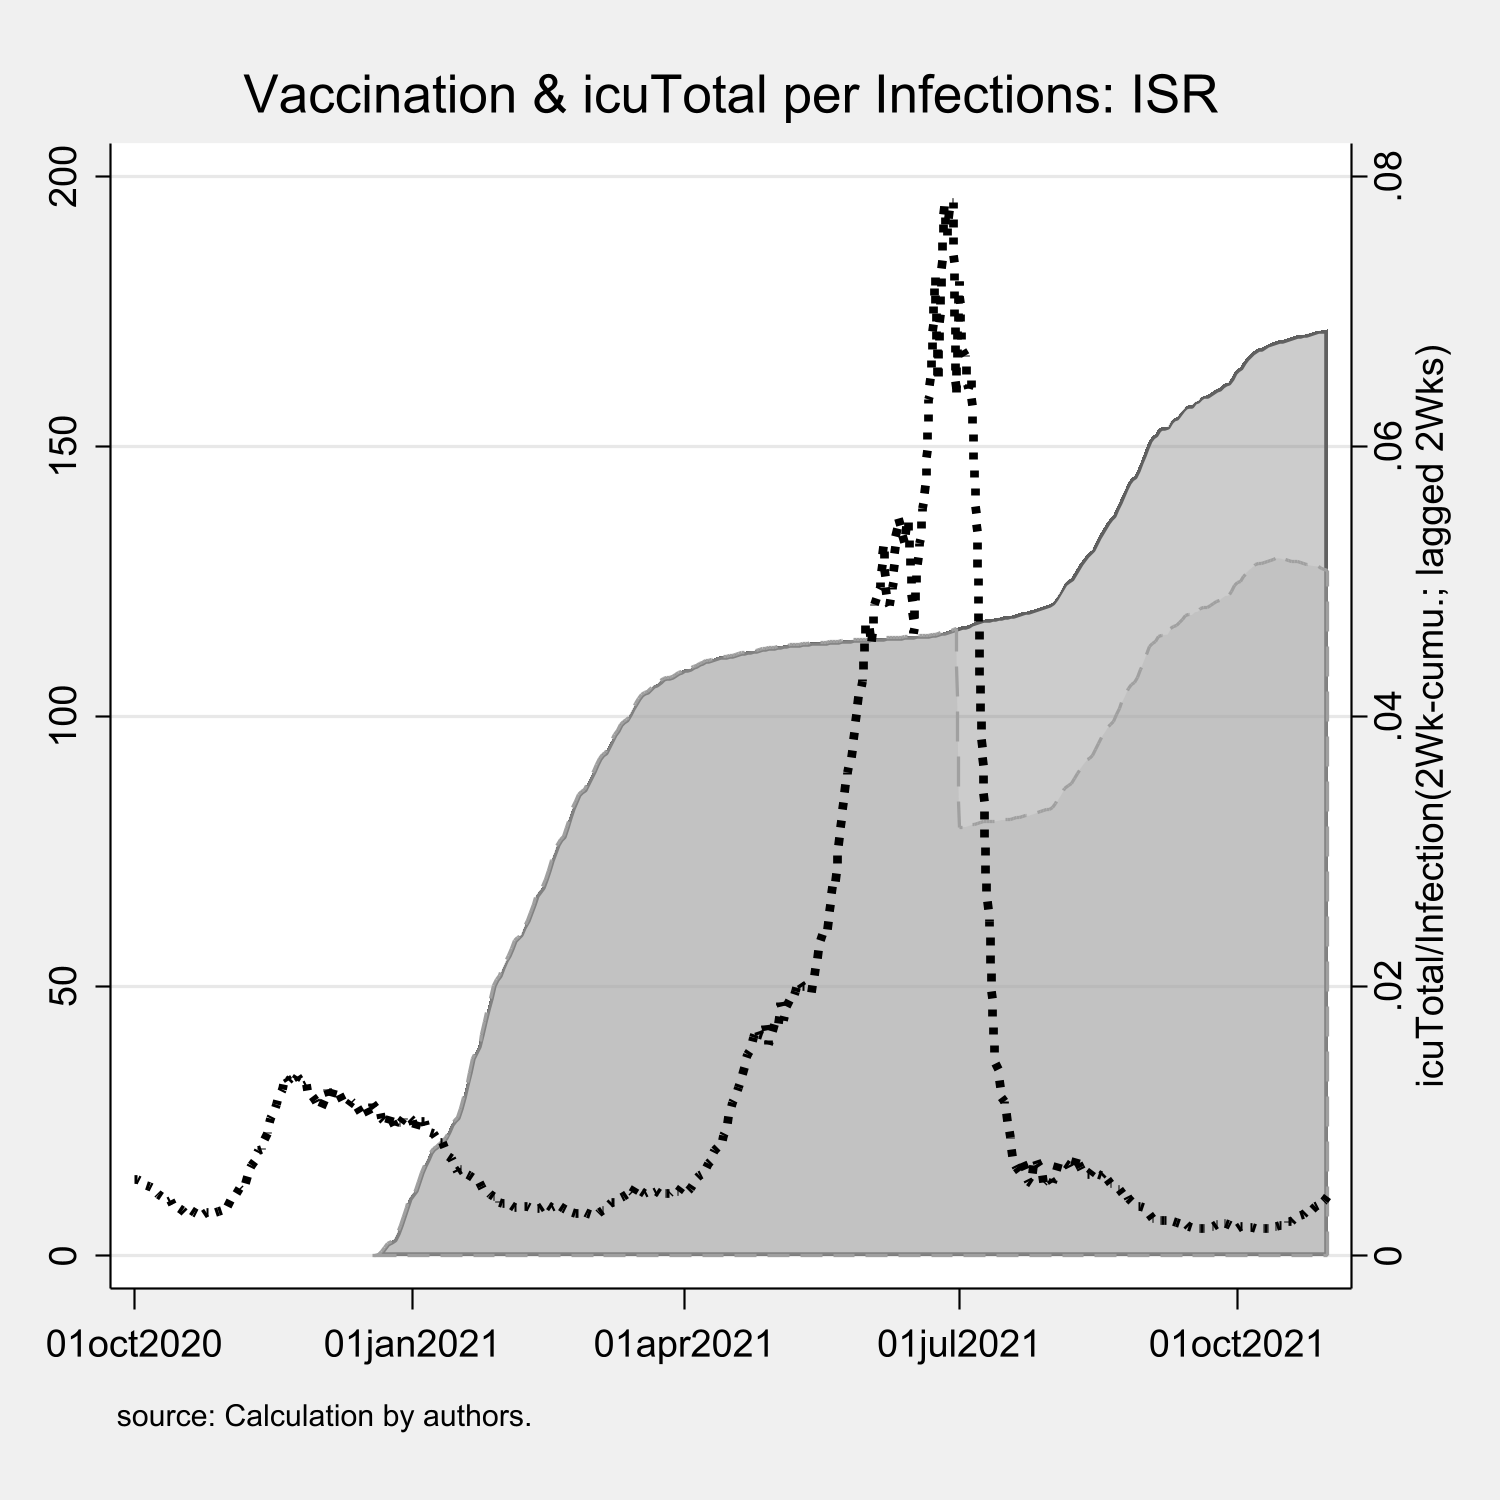 Vaccination & icuTotal per Infections: ISR
200
150
100
50
0
.08
.06
.04
.02
0
icuTotal/Infection(2Wk-cumu.; lagged 2Wks)
01oct2020 01jan2021 01apr2021 01jul2021 01oct2021
source: Calculation by authors.